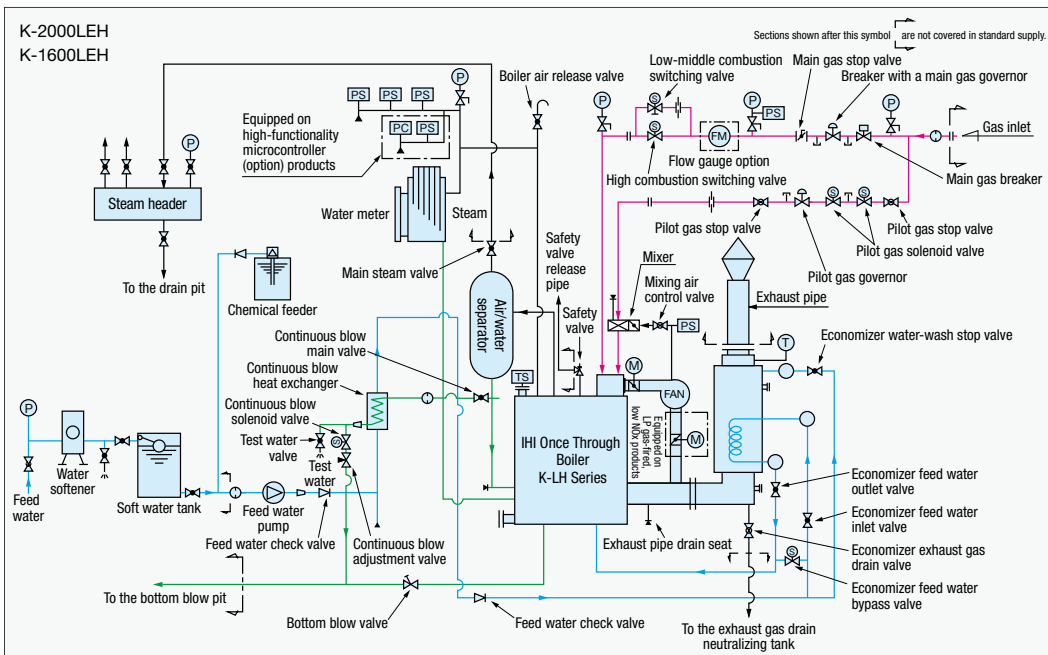 K-2000LEH
K-1600LEH
Sections shown after this symbol
are not covered in standard supply.
P
PS
PS
PS
PC
PS
Equipped on
high-functionality
microcontroller
(option) products
Boiler air release valve
Low-middle combustion
switching valve
Main gas stop valve
Breaker with a main gas governor
P
S
S
P
PS
P
FM
Gas inlet
Flow gauge option
High combustion switching valve
Main gas breaker
P
Steam header
Water meter
Steam
S
S
Pilot gas stop valve
Pilot gas stop valve
Pilot gas solenoid valve
Pilot gas governor
Main steam valve
Safety
valve
release
pipe
Mixer
Mixing air
control valve
Exhaust pipe
To the drain pit
Chemical feeder
Air/water
separator
Safety
valve
PS
T
Economizer water-wash stop valve
Continuous blow
main valve
Continuous blow
heat exchanger
Continuous blow
solenoid valve
S
TS
M
FAN
P
Test water
valve
Test
water
IHI Once Through
Boiler
K-LH Series
Equipped on
LP gas-fired,
low NOx products
M
Water
softener
Feed
water
Soft water tank
Feed water
pump
Feed water check valve
Continuous blow
adjustment valve
Exhaust pipe drain seat
Economizer feed water
outlet valve
Economizer feed water
inlet valve
Economizer exhaust gas
drain valve
S
Economizer feed water
bypass valve
To the bottom blow pit
Bottom blow valve
Feed water check valve
To the exhaust gas drain
neutralizing tank